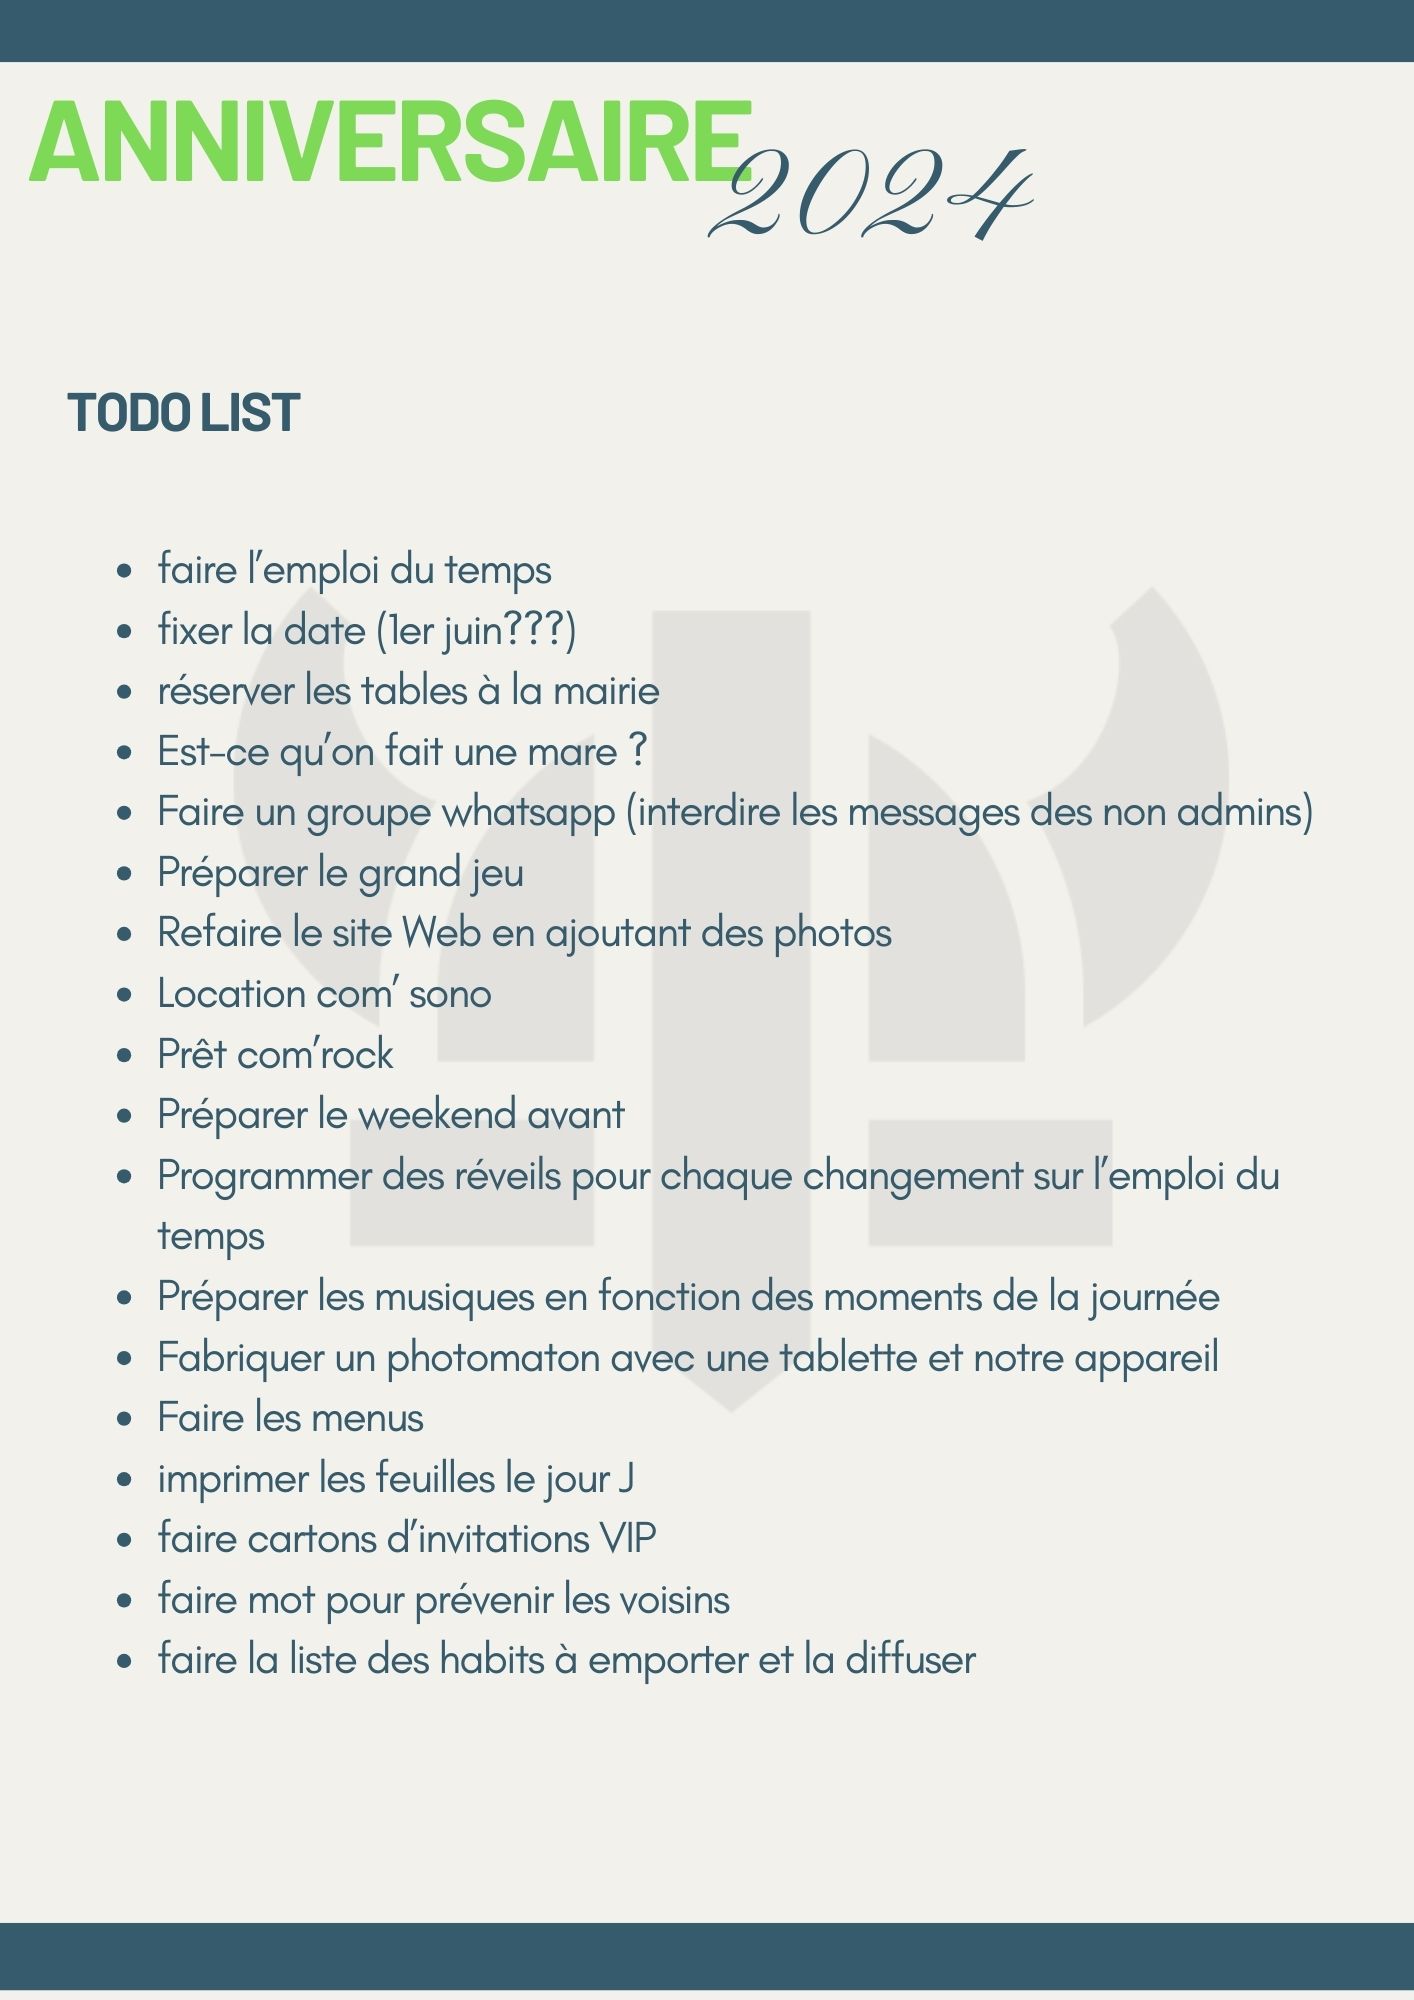 ANNIVERSAIRE
2024
TODO LIST
• faire l'emploi du temps
• fixer la date (1er juin???)
• réserver les tables à la mairie
• Est-ce qu'on fait une mare ?
• Faire un groupe whatsapp (interdire les messages des non admins)
• Préparer le grand jeu
• Refaire le site Web en ajoutant des photos
• Location com' sono
• Prêt com'rock
• Préparer le weekend avant
• Programmer des réveils pour chaque changement sur l'emploi du
temps
• Préparer les musiques en fonction des moments de la journée
• Fabriquer un photomaton avec une tablette et notre appareil
• Faire les menus
• imprimer les feuilles le jour J
• faire cartons d'invitations VIP
• faire mot pour prévenir les voisins
• faire la liste des habits à emporter et la diffuser